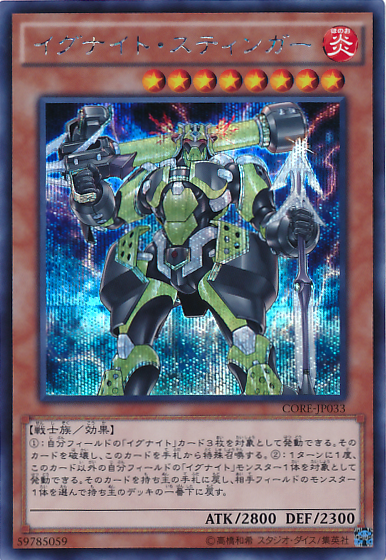 イグナイト・スティンガー
ほのお
炎
CORE-JP033
【戦士族/効果】
①:自分フィールドの「イグナイト」カード3枚を対象として発動できる。その
カードを破壊し、このカードを手札から特殊召喚する。②:1ターンに1度、
このカード以外の自分フィールドの「イグナイト」モンスター1体を対象とし
て発動できる。そのカードを持ち主の手札に戻し、相手フィールドのモンスター
1体を選んで持ち主のデッキの一番下に戻す。
ATK/2800 DEF/2300
59785059
©高橋和希 スタジオ・ダイス/集英社